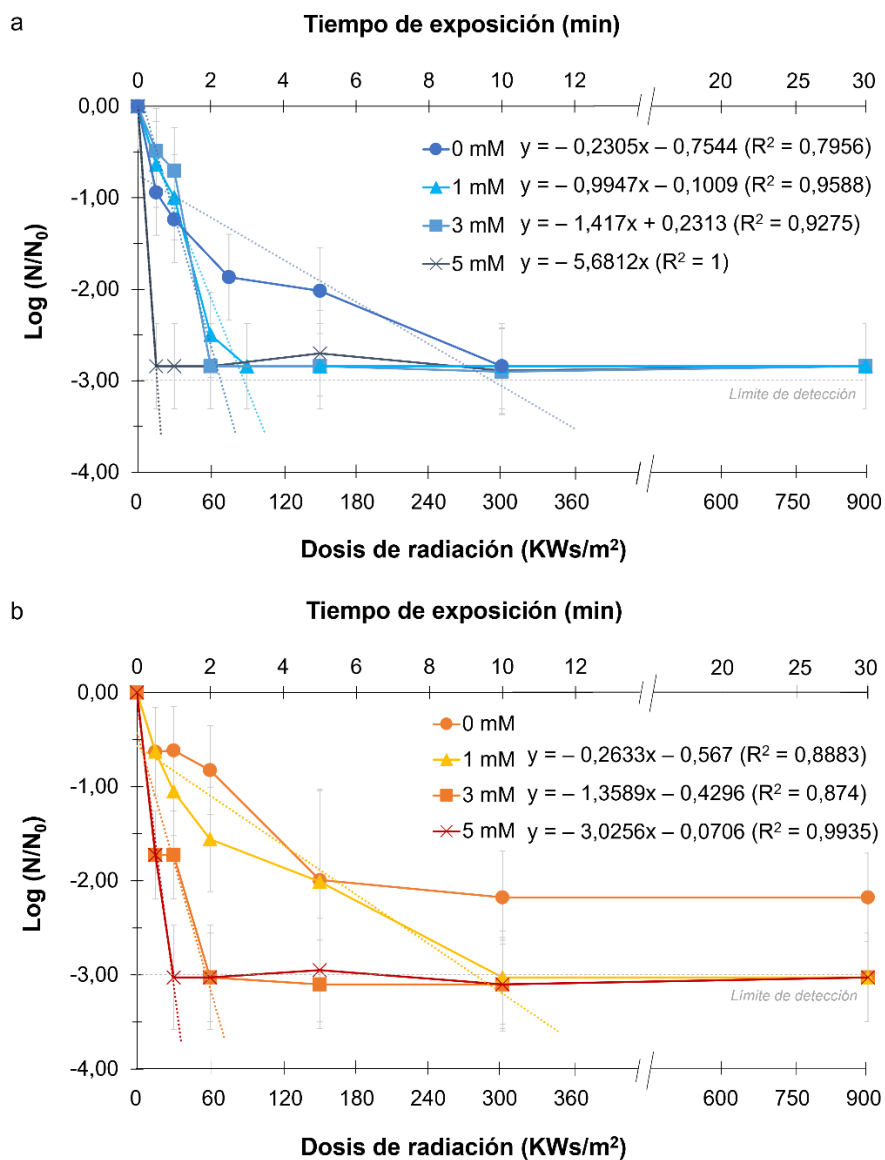 a
Tiempo de exposición (min)
0 2 4 6 8 10 12 20 25 30
0,00
-1,00
-2,00
-3,00
-4,00
Log (N/N₀)
0 mM y = – 0,2305x – 0,7544 (R² = 0,7956)
1 mM y = – 0,9947x – 0,1009 (R² = 0,9588)
3 mM y = – 1,417x + 0,2313 (R² = 0,9275)
5 mM y = – 5,6812x (R² = 1)
Límite de detección
0 60 120 180 240 300 360 600 750 900
Dosis de radiación (KWs/m²)
b
Tiempo de exposición (min)
0 2 4 6 8 10 12 20 25 30
0,00
-1,00
-2,00
-3,00
-4,00
Log (N/N₀)
0 mM
1 mM y = – 0,2633x – 0,567 (R² = 0,8883)
3 mM y = – 1,3589x – 0,4296 (R² = 0,874)
5 mM y = – 3,0256x – 0,0706 (R² = 0,9935)
Límite de detección
0 60 120 180 240 300 360 600 750 900
Dosis de radiación (KWs/m²)